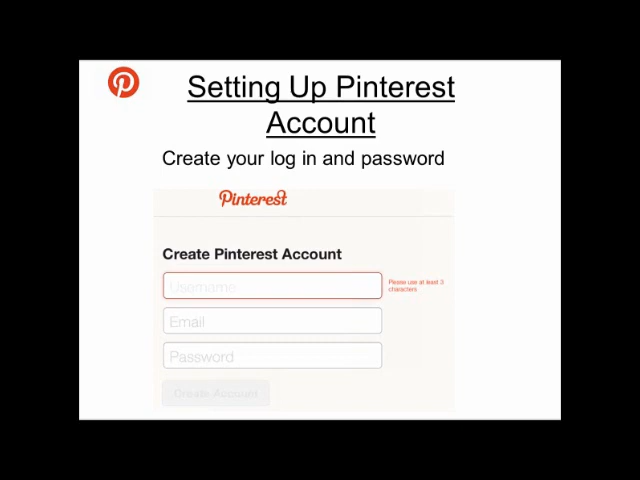 Setting Up Pinterest
Account
Create your log in and password
Pinterest
Create Pinterest Account
Username
Please use at least 3
characters
Email
Password
Create Account